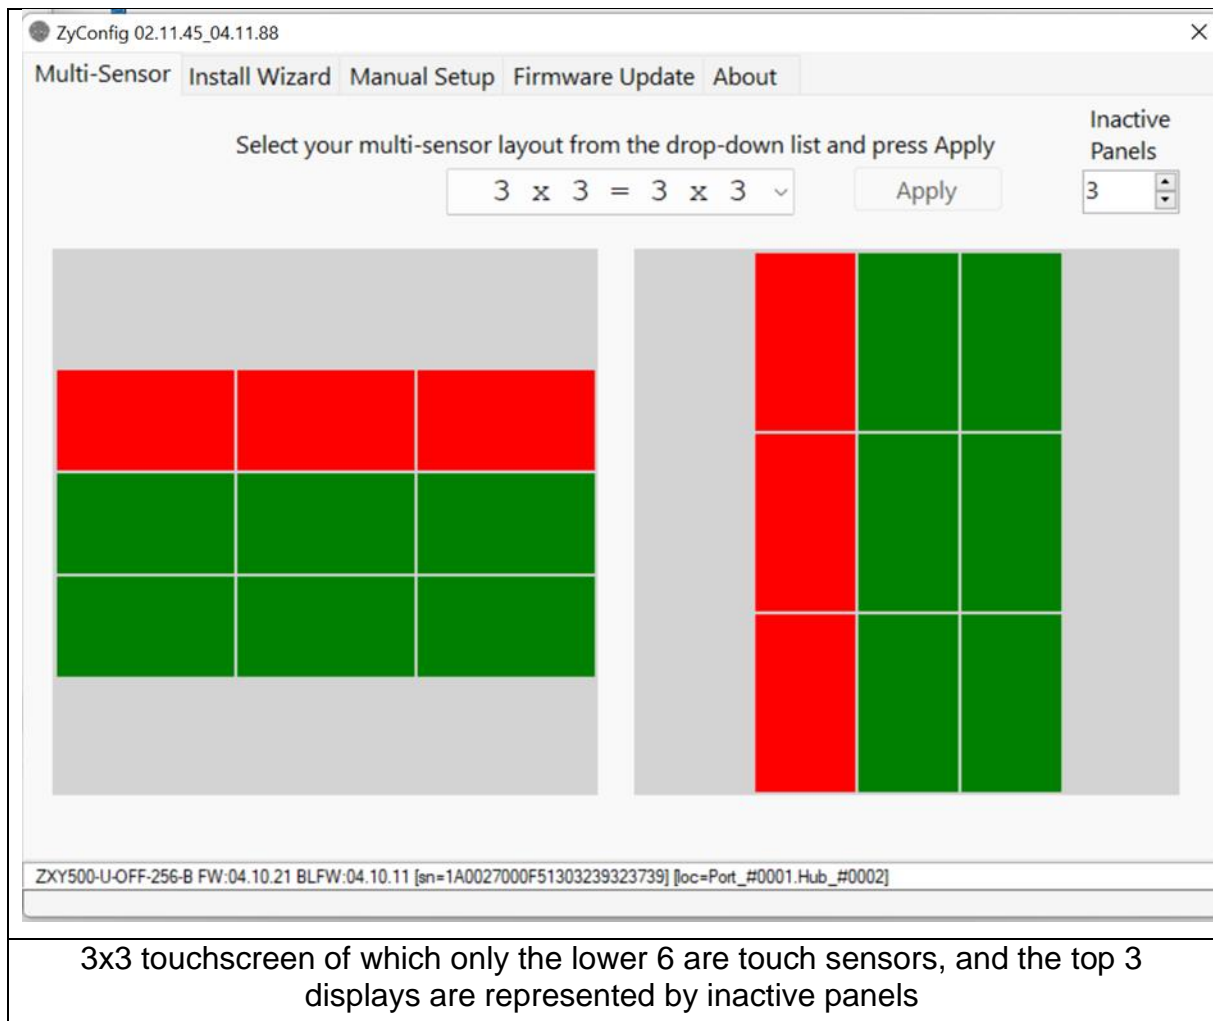 ZyConfig 02.11.45_04.11.88
Multi-Sensor Install Wizard Manual Setup Firmware Update About
Inactive
Select your multi-sensor layout from the drop-down list and press Apply Panels
3 x 3 = 3 x 3 Apply 3
ZXY500-U-OFF-256-B FW:04.10.21 BLFW:04.10.11 [sn=1A0027000F51303239323739] [loc=Port_#0001.Hub_#0002]
3x3 touchscreen of which only the lower 6 are touch sensors, and the top 3
displays are represented by inactive panels